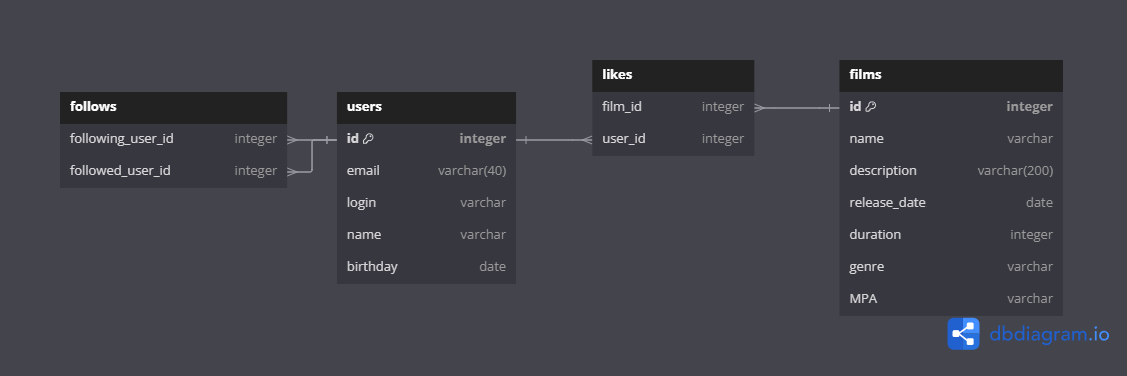 follows
following_user_id integer
followed_user_id integer
users
id integer
email varchar(40)
login varchar
name varchar
birthday date
likes
film_id integer
user_id integer
films
id integer
name varchar
description varchar(200)
release_date date
duration integer
genre varchar
MPA varchar
dbdiagram.io